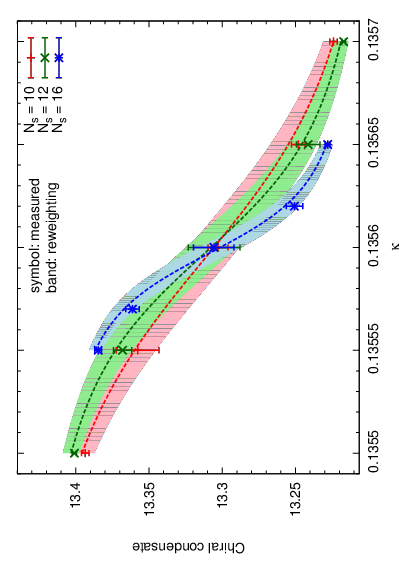 N_s = 10
N_s = 12
N_s = 16
symbol: measured
band: reweighting
Chiral condensate
13.4
13.35
13.3
13.25
0.1355
0.13555
0.1356
0.13565
0.1357
κ